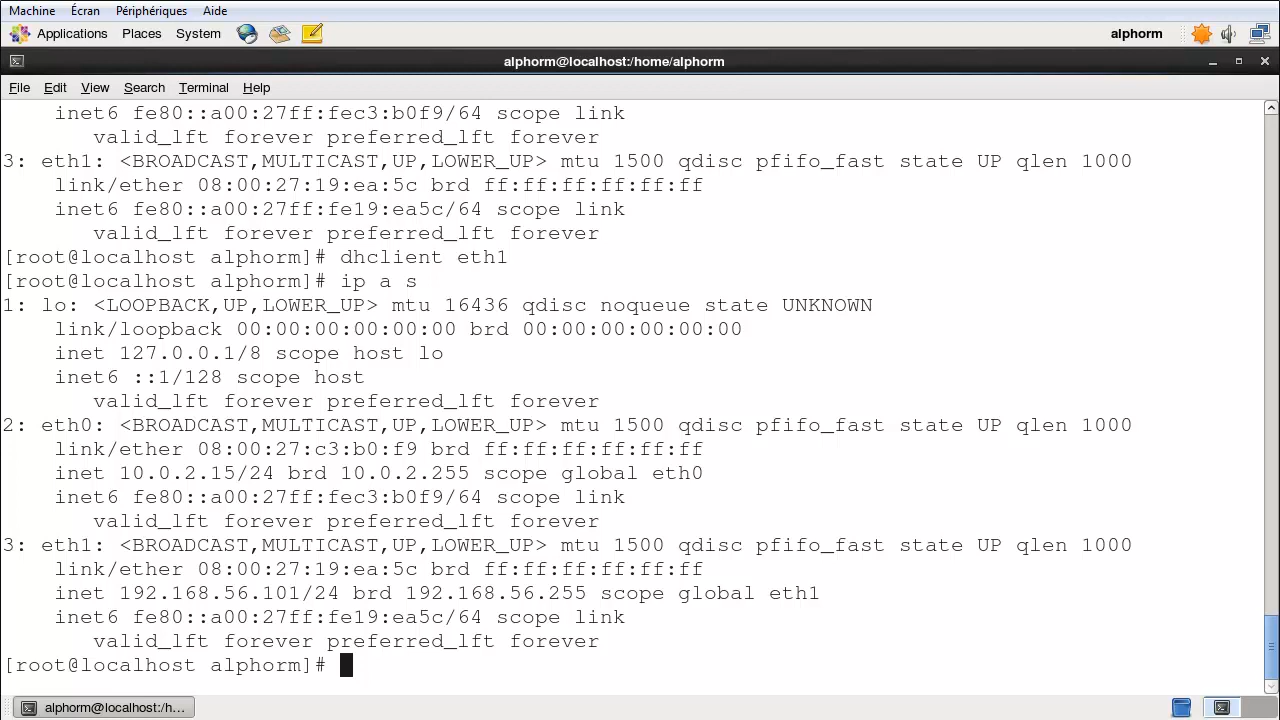 Machine Écran Périphériques Aide
Applications Places System alphorm
alphorm@localhost:/home/alphorm
File Edit View Search Terminal Help
inet6 fe80::a00:27ff:fec3:b0f9/64 scope link
valid_lft forever preferred_lft forever
3: eth1: <BROADCAST,MULTICAST,UP,LOWER_UP> mtu 1500 qdisc pfifo_fast state UP qlen 1000
link/ether 08:00:27:19:ea:5c brd ff:ff:ff:ff:ff:ff
inet6 fe80::a00:27ff:fe19:ea5c/64 scope link
valid_lft forever preferred_lft forever
[root@localhost alphorm]# dhclient eth1
[root@localhost alphorm]# ip a s
1: lo: <LOOPBACK,UP,LOWER_UP> mtu 16436 qdisc noqueue state UNKNOWN
link/loopback 00:00:00:00:00:00 brd 00:00:00:00:00:00
inet 127.0.0.1/8 scope host lo
inet6 ::1/128 scope host
valid_lft forever preferred_lft forever
2: eth0: <BROADCAST,MULTICAST,UP,LOWER_UP> mtu 1500 qdisc pfifo_fast state UP qlen 1000
link/ether 08:00:27:c3:b0:f9 brd ff:ff:ff:ff:ff:ff
inet 10.0.2.15/24 brd 10.0.2.255 scope global eth0
inet6 fe80::a00:27ff:fec3:b0f9/64 scope link
valid_lft forever preferred_lft forever
3: eth1: <BROADCAST,MULTICAST,UP,LOWER_UP> mtu 1500 qdisc pfifo_fast state UP qlen 1000
link/ether 08:00:27:19:ea:5c brd ff:ff:ff:ff:ff:ff
inet 192.168.56.101/24 brd 192.168.56.255 scope global eth1
inet6 fe80::a00:27ff:fe19:ea5c/64 scope link
valid_lft forever preferred_lft forever
[root@localhost alphorm]#
alphorm@localhost:/h...